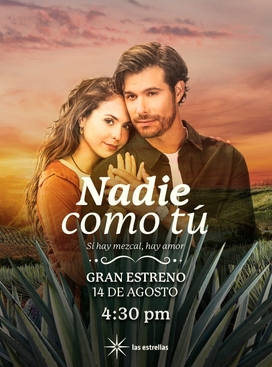 Nadie
como tú
Si hay mezcal, hay amor
GRAN ESTRENO
14 DE AGOSTO
4:30 pm
las estrellas